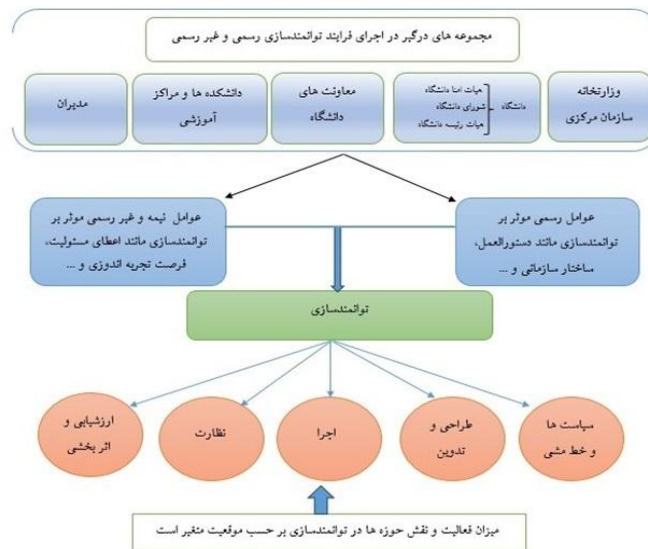 مجموعه های درگیر در اجرای فرایند توانمندسازی رسمی و غیر رسمی
وزارتخانه
سازمان مرکزی
دانشگاه
هیات امنا دانشگاه
شورای دانشگاه
هیات رئیسه دانشگاه
معاونت های
دانشگاه
دانشکده ها و مراکز
آموزشی
مدیران
عوامل رسمی موثر بر
توانمندسازی مانند دستورالعمل،
ساختار سازمانی و ...
عوامل نیمه و غیر رسمی موثر بر
توانمندسازی مانند اعطای مسئولیت،
فرصت تجربه اندوزی و ...
توانمندسازی
سیاست ها
و خط مشی
طراحی و
تدوین
اجرا
نظارت
ارزشیابی و
اثر بخشی
میزان فعالیت و نقش حوزه ها در توانمندسازی بر حسب موقعیت متغیر است